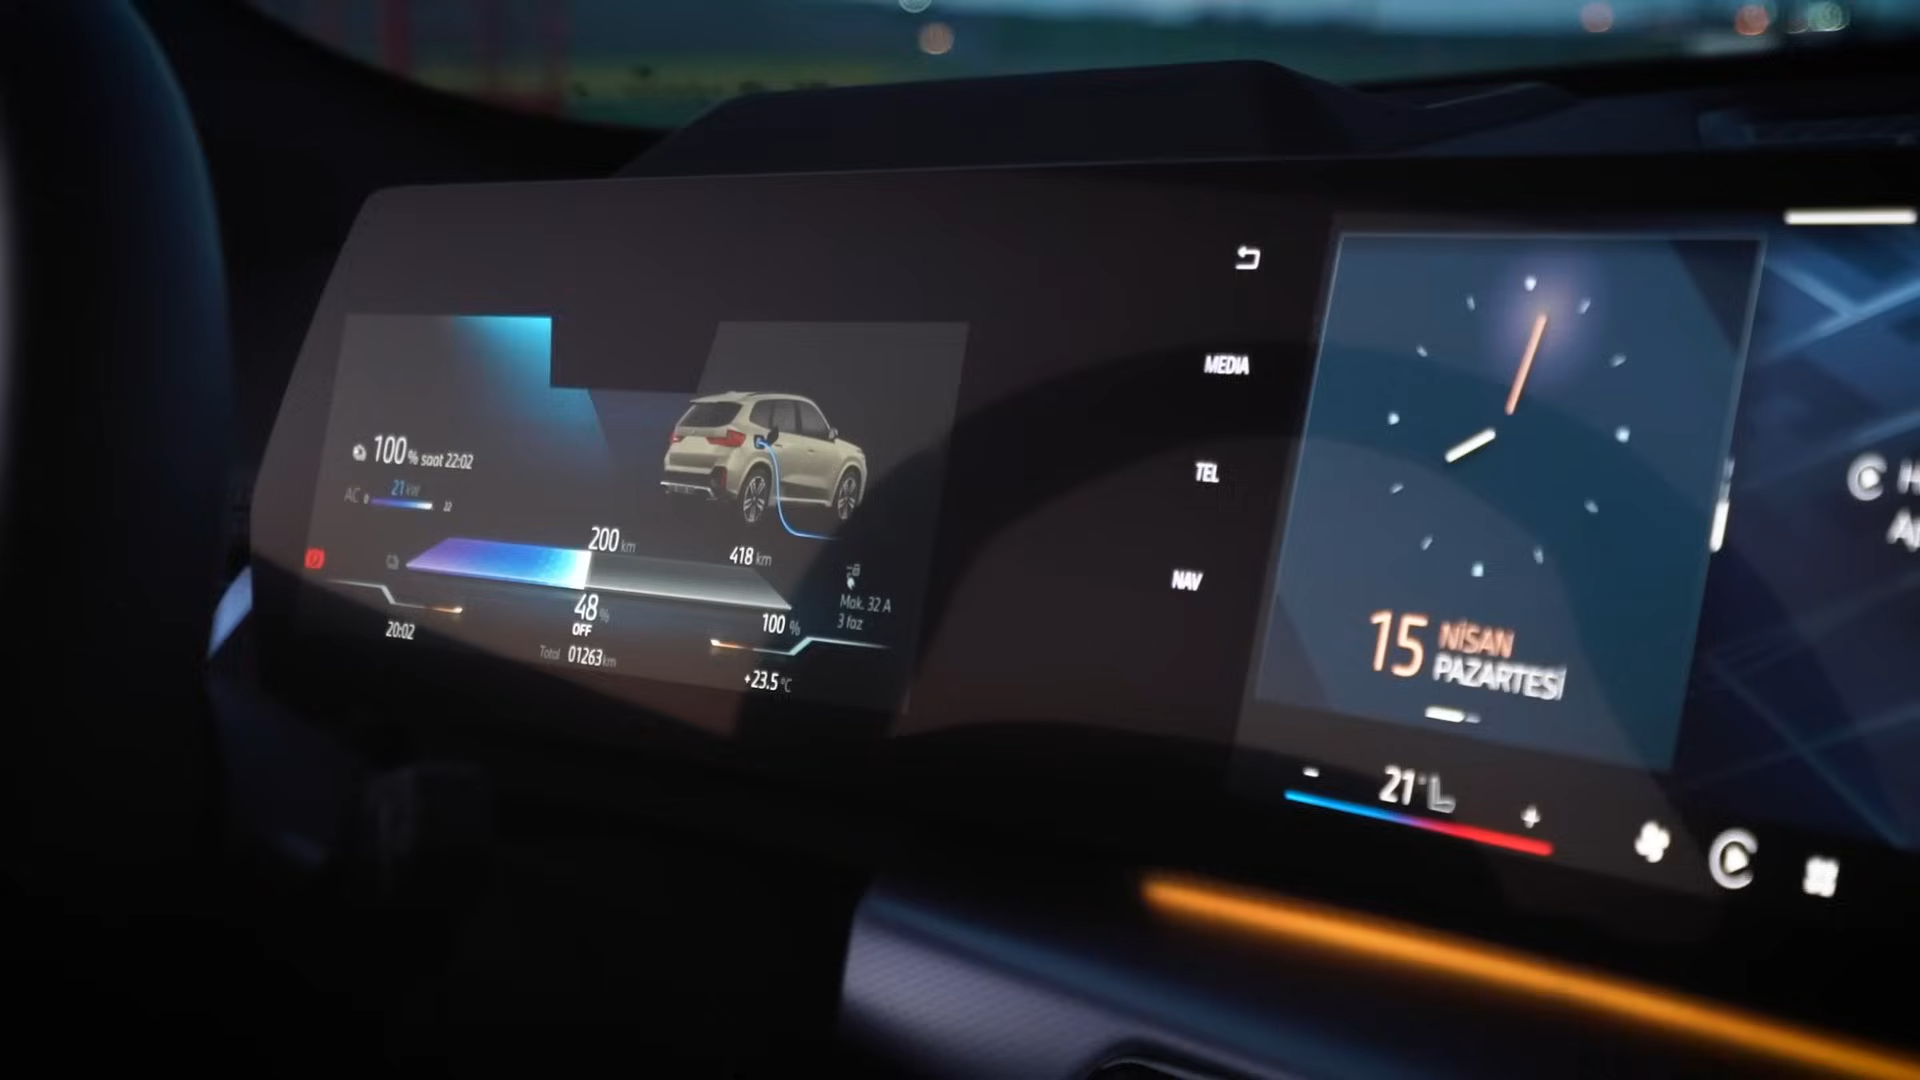 100 % saat 22:02
AC 0 21 kW 22
200 km
418 km
48 %
100 %
OFF
Mak. 32 A
3 faz
20:02
Total 01263 km
+23.5 °C
MEDIA
TEL
NAV
15 NİSAN
PAZARTESİ
- 21° +